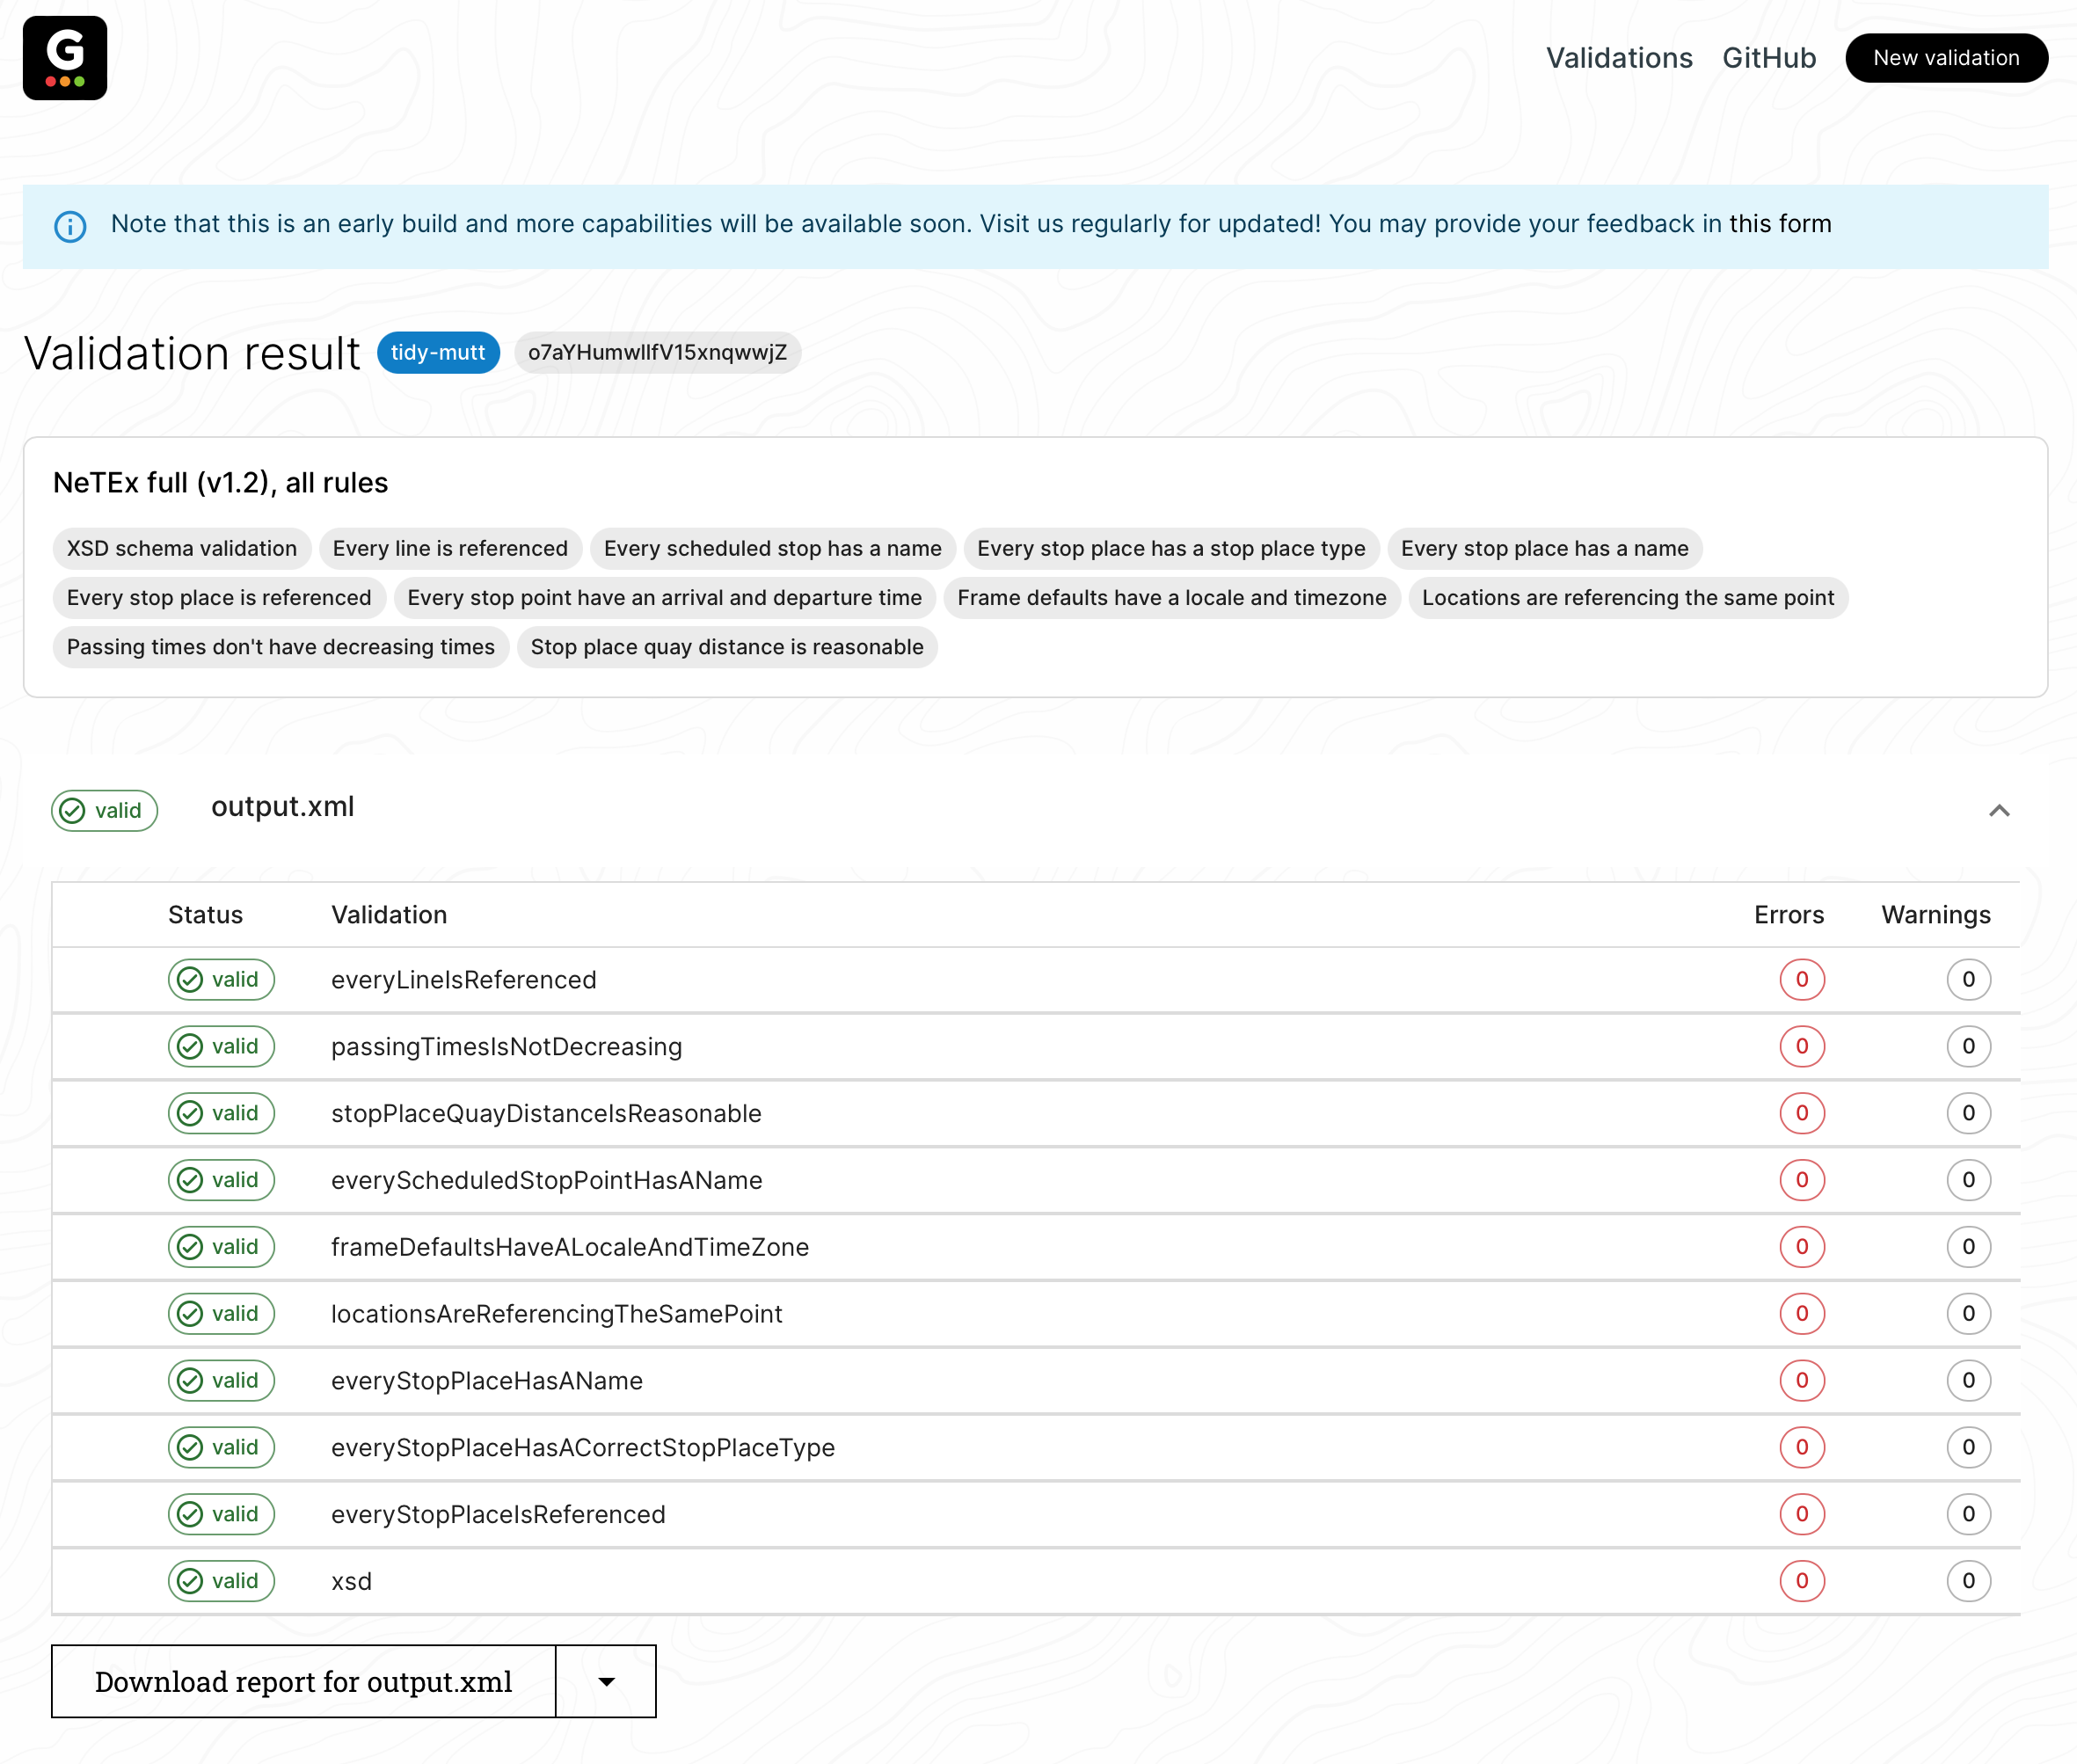 G
Validations GitHub New validation
Note that this is an early build and more capabilities will be available soon. Visit us regularly for updated! You may provide your feedback in this form
Validation result tidy-mutt o7aYHumwIlfV15xnqwwjZ
NeTEx full (v1.2), all rules
XSD schema validation Every line is referenced Every scheduled stop has a name Every stop place has a stop place type Every stop place has a name
Every stop place is referenced Every stop point have an arrival and departure time Frame defaults have a locale and timezone Locations are referencing the same point
Passing times don't have decreasing times Stop place quay distance is reasonable
valid output.xml
Status Validation Errors Warnings
valid everyLineIsReferenced 0 0
valid passingTimesIsNotDecreasing 0 0
valid stopPlaceQuayDistanceIsReasonable 0 0
valid everyScheduledStopPointHasAName 0 0
valid frameDefaultsHaveALocaleAndTimeZone 0 0
valid locationsAreReferencingTheSamePoint 0 0
valid everyStopPlaceHasAName 0 0
valid everyStopPlaceHasACorrectStopPlaceType 0 0
valid everyStopPlaceIsReferenced 0 0
valid xsd 0 0
Download report for output.xml